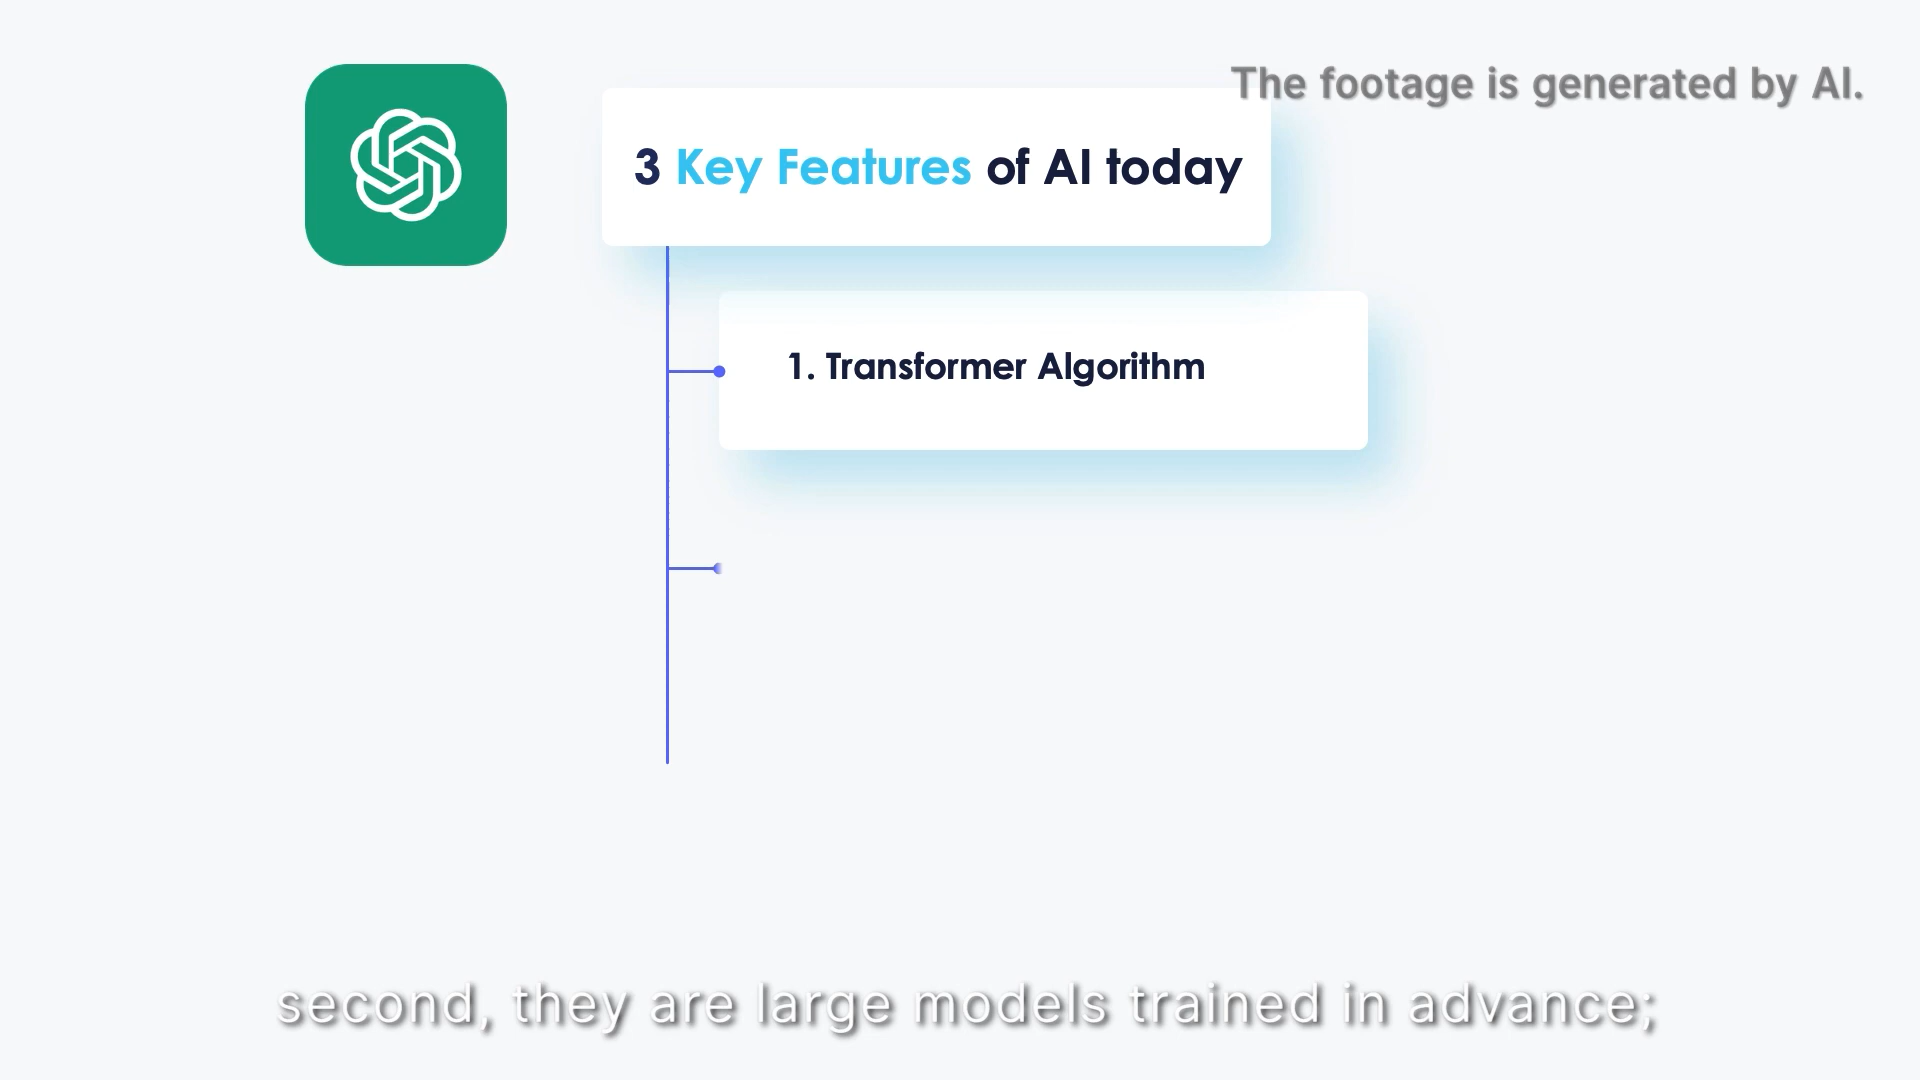 The footage is generated by AI.
3 Key Features of AI today
1. Transformer Algorithm
second, they are large models trained in advance;